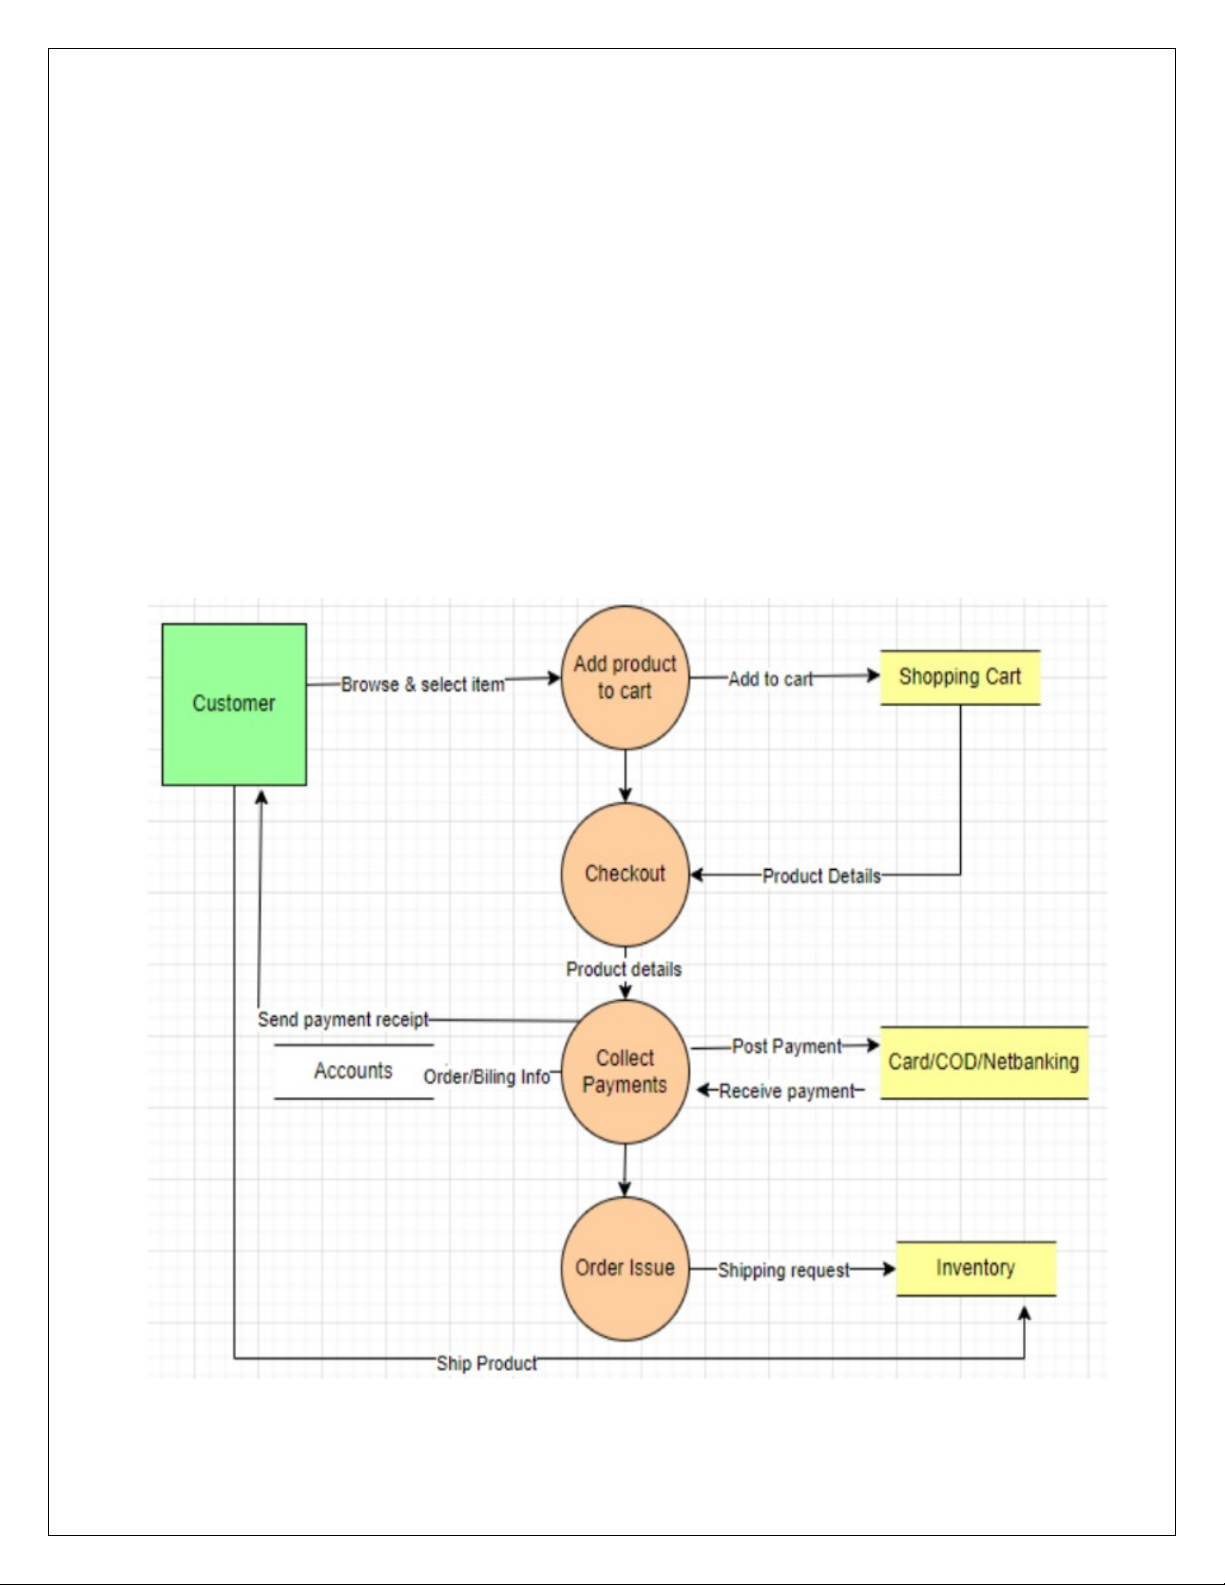 Customer
Browse & select item
Add product
to cart
Add to cart
Shopping Cart
Checkout
Product Details
Product details
Send payment receipt
Accounts
Order/Biling Info
Collect
Payments
Post Payment
Receive payment
Card/COD/Netbanking
Order Issue
Shipping request
Inventory
Ship Product